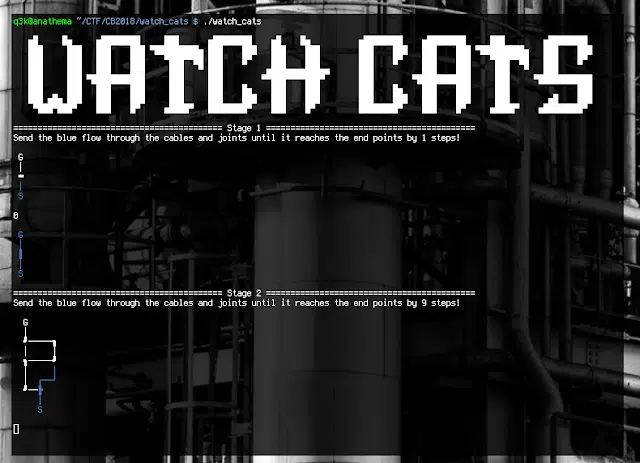 q3k@anathema ~/CTF/CB2018/watch_cats $ ./watch_cats
WATCH CATS
========================================== Stage 1 ==========================================
Send the blue flow through the cables and joints until it reaches the end points by 1 steps!
G
S
0
G
S
========================================== Stage 2 ==========================================
Send the blue flow through the cables and joints until it reaches the end points by 9 steps!
G
S